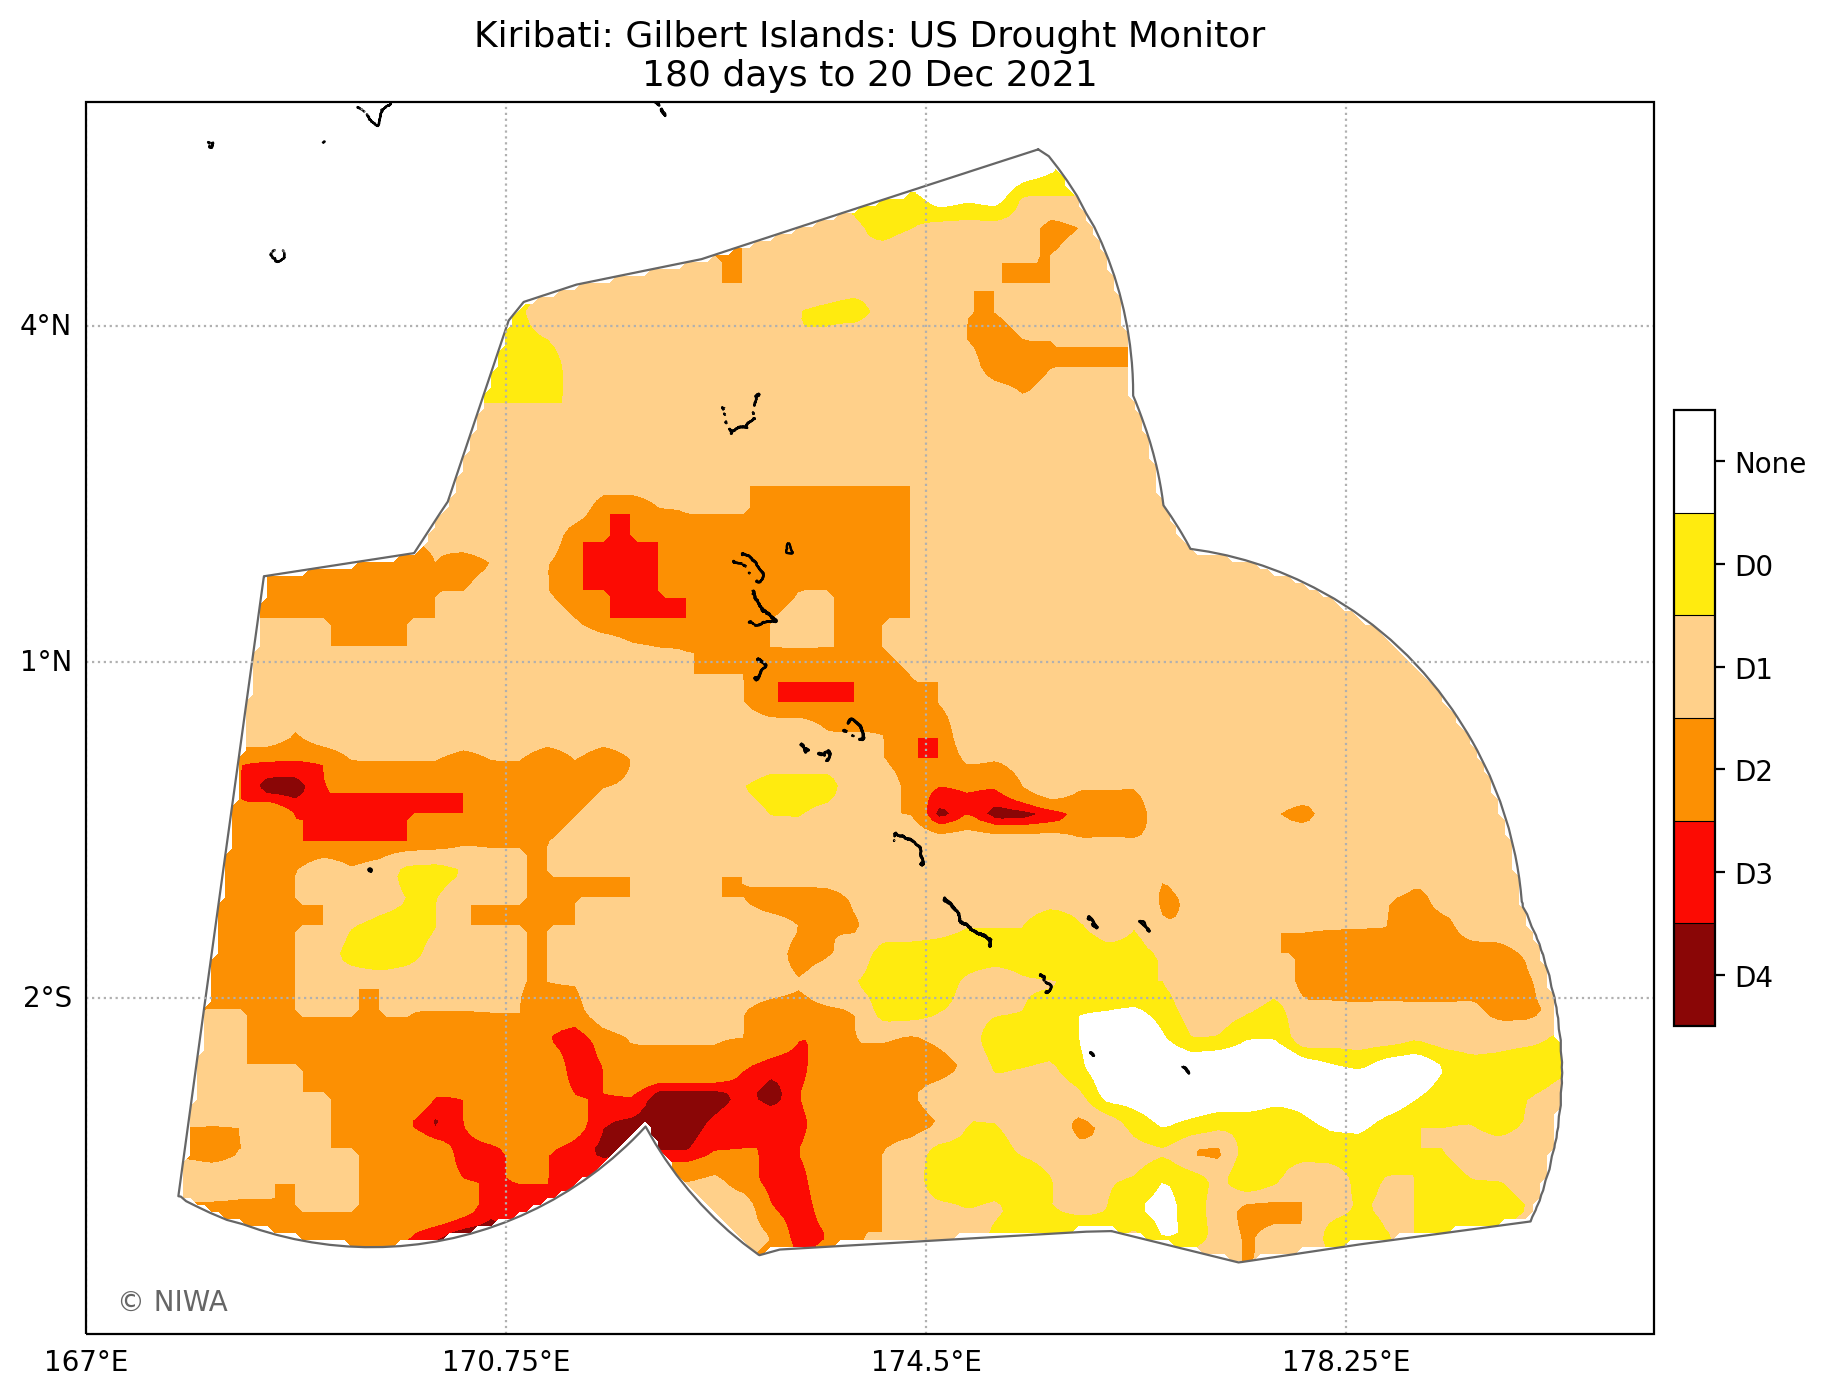 Kiribati: Gilbert Islands: US Drought Monitor
180 days to 20 Dec 2021
4°N
1°N
2°S
None
D0
D1
D2
D3
D4
© NIWA
167°E
170.75°E
174.5°E
178.25°E